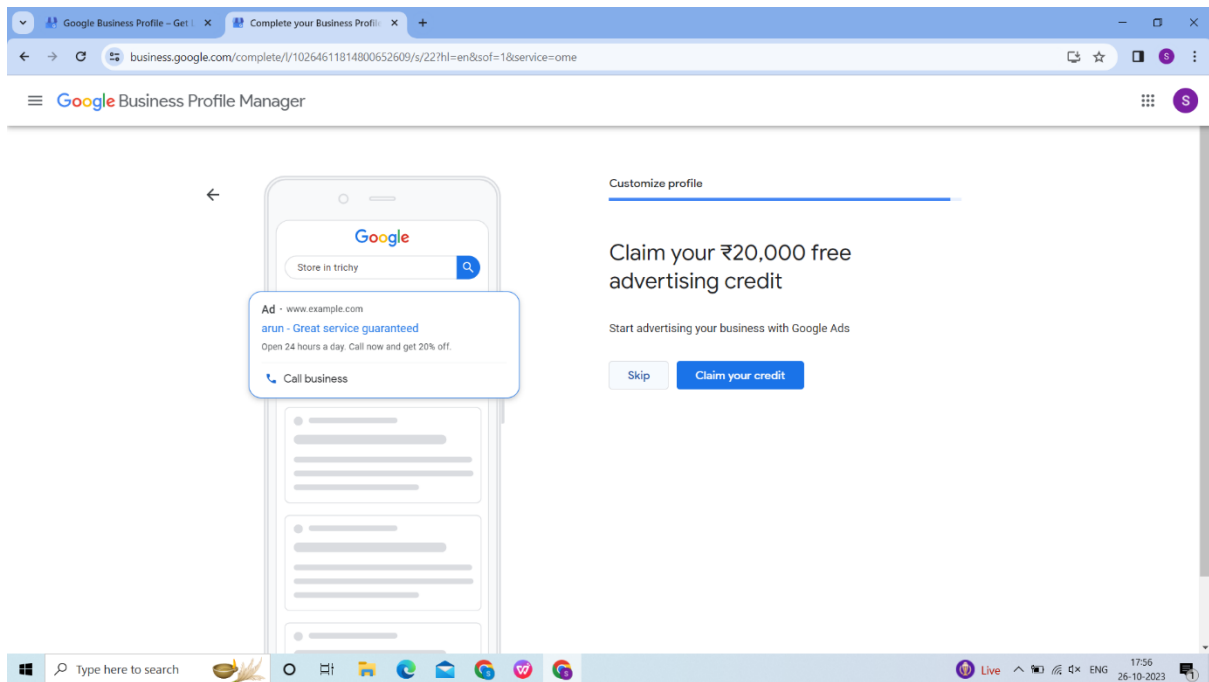 Google Business Profile – Get L
Complete your Business Profile
business.google.com/complete/l/10264611814800652609/s/22?hl=en&sof=1&service=ome
S
Google Business Profile Manager
S
Customize profile
Google
Store in trichy
Claim your ₹20,000 free
advertising credit
Ad · www.example.com
arun - Great service guaranteed
Open 24 hours a day. Call now and get 20% off.
Call business
Start advertising your business with Google Ads
Skip
Claim your credit
Type here to search
Live
ENG
17:56
26-10-2023
1